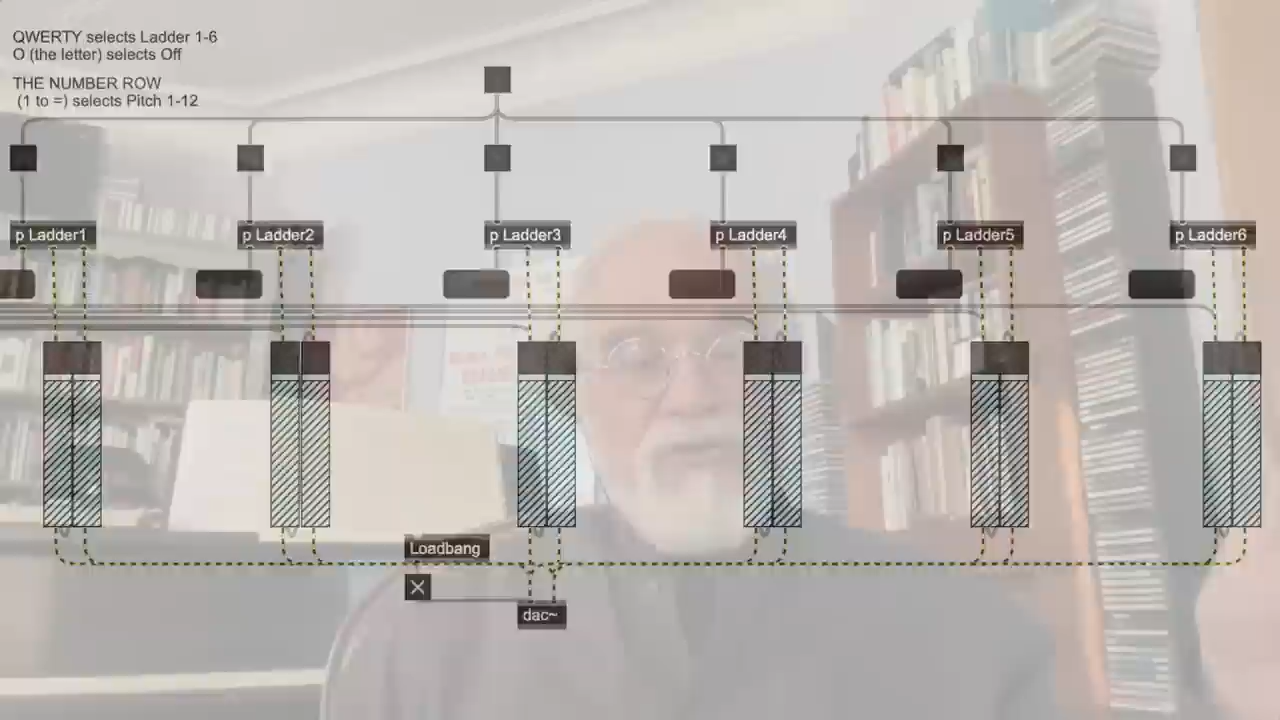 QWERTY selects Ladder 1-6
O (the letter) selects Off
THE NUMBER ROW
(1 to =) selects Pitch 1-12
p Ladder1
p Ladder2
p Ladder3
p Ladder4
p Ladder5
p Ladder6
Loadbang
dac~